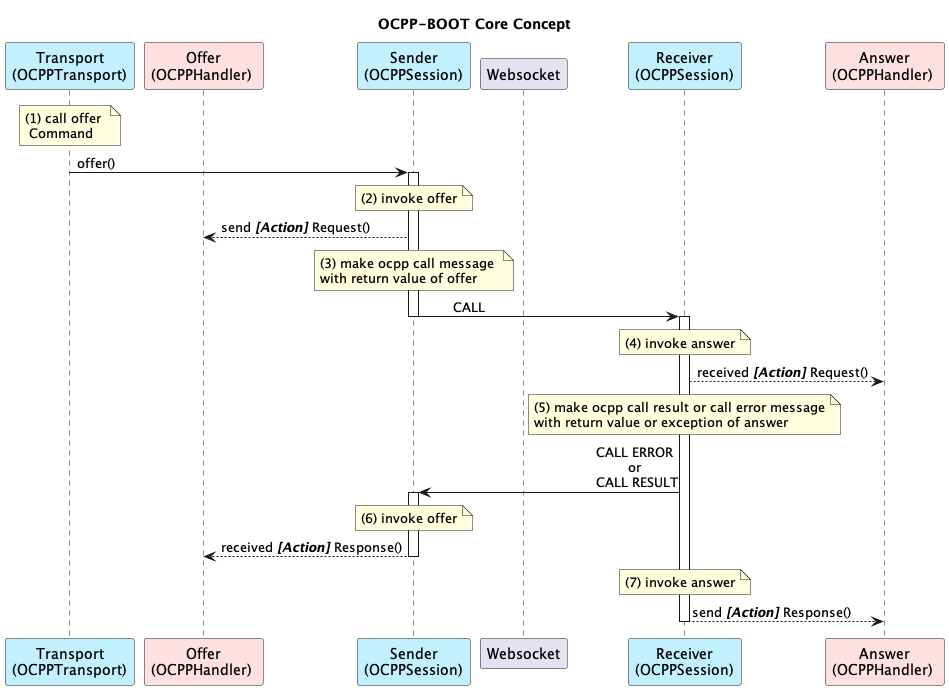 OCPP-BOOT Core Concept
Transport
(OCPPTransport)
Offer
(OCPPHandler)
Sender
(OCPPSession)
Websocket
Receiver
(OCPPSession)
Answer
(OCPPHandler)
(1) call offer
Command
offer()
(2) invoke offer
send [Action] Request()
(3) make ocpp call message
with return value of offer
CALL
(4) invoke answer
received [Action] Request()
(5) make ocpp call result or call error message
with return value or exception of answer
CALL ERROR
or
CALL RESULT
(6) invoke offer
received [Action] Response()
(7) invoke answer
send [Action] Response()
Transport
(OCPPTransport)
Offer
(OCPPHandler)
Sender
(OCPPSession)
Websocket
Receiver
(OCPPSession)
Answer
(OCPPHandler)